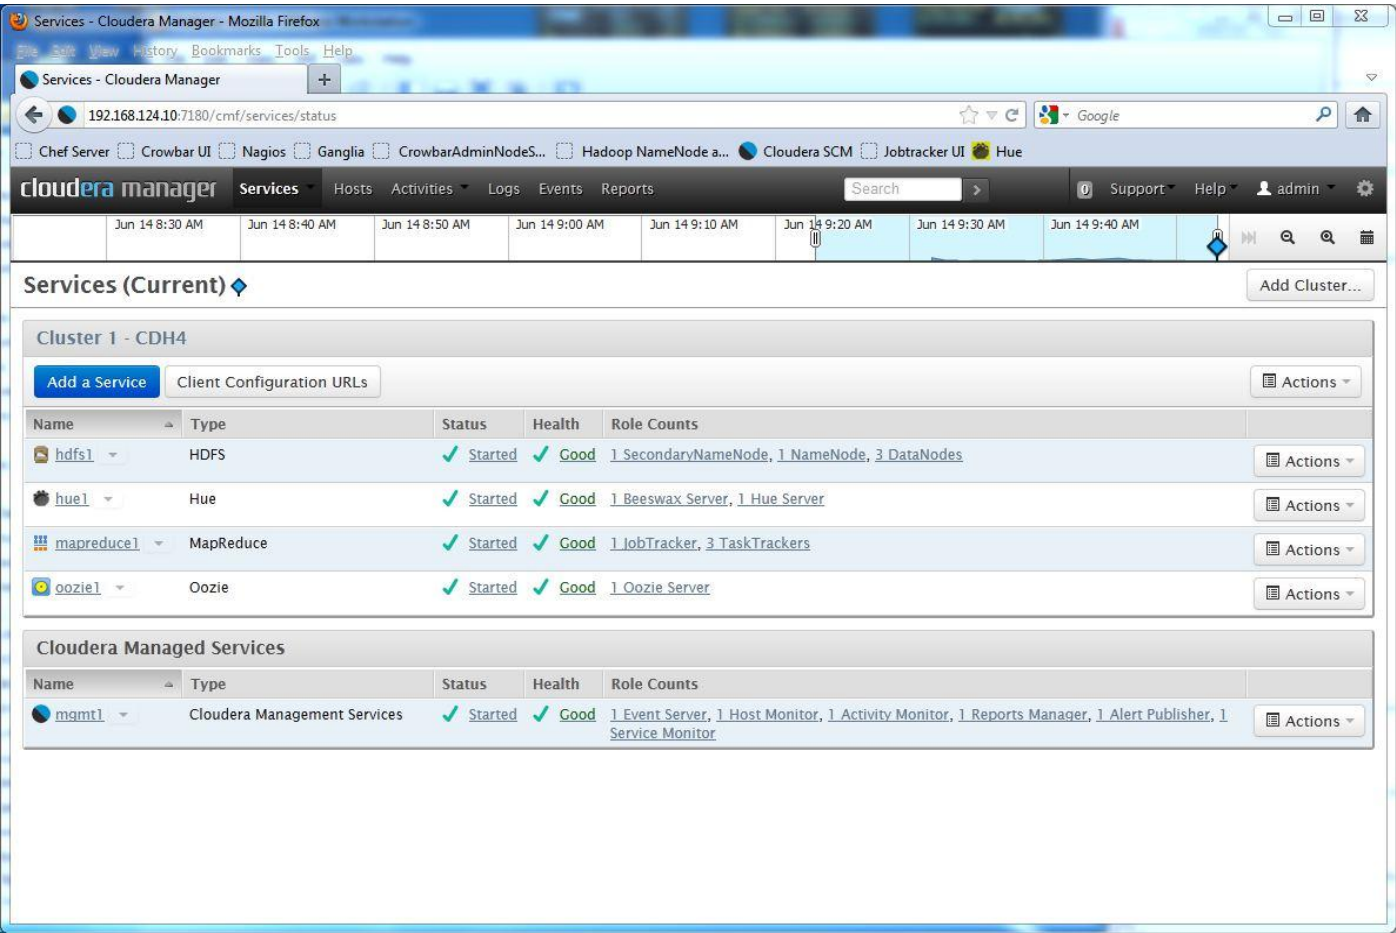 Services - Cloudera Manager - Mozilla Firefox
File Edit View History Bookmarks Tools Help
Services - Cloudera Manager +
192.168.124.10:7180/cmf/services/status Google
Chef Server Crowbar UI Nagios Ganglia CrowbarAdminNodeS... Hadoop NameNode a... Cloudera SCM Jobtracker UI Hue
cloudera manager Services Hosts Activities Logs Events Reports Search > 0 Support Help admin
Jun 14 8:30 AM Jun 14 8:40 AM Jun 14 8:50 AM Jun 14 9:00 AM Jun 14 9:10 AM Jun 14 9:20 AM Jun 14 9:30 AM Jun 14 9:40 AM
Services (Current) Add Cluster...
Cluster 1 - CDH4
Add a Service Client Configuration URLs Actions
Name Type Status Health Role Counts
hdfs1 HDFS Started Good 1 SecondaryNameNode, 1 NameNode, 3 DataNodes Actions
hue1 Hue Started Good 1 Beeswax Server, 1 Hue Server Actions
mapreduce1 MapReduce Started Good 1 JobTracker, 3 TaskTrackers Actions
oozie1 Oozie Started Good 1 Oozie Server Actions
Cloudera Managed Services
Name Type Status Health Role Counts
mgmt1 Cloudera Management Services Started Good 1 Event Server, 1 Host Monitor, 1 Activity Monitor, 1 Reports Manager, 1 Alert Publisher, 1 Actions
Service Monitor